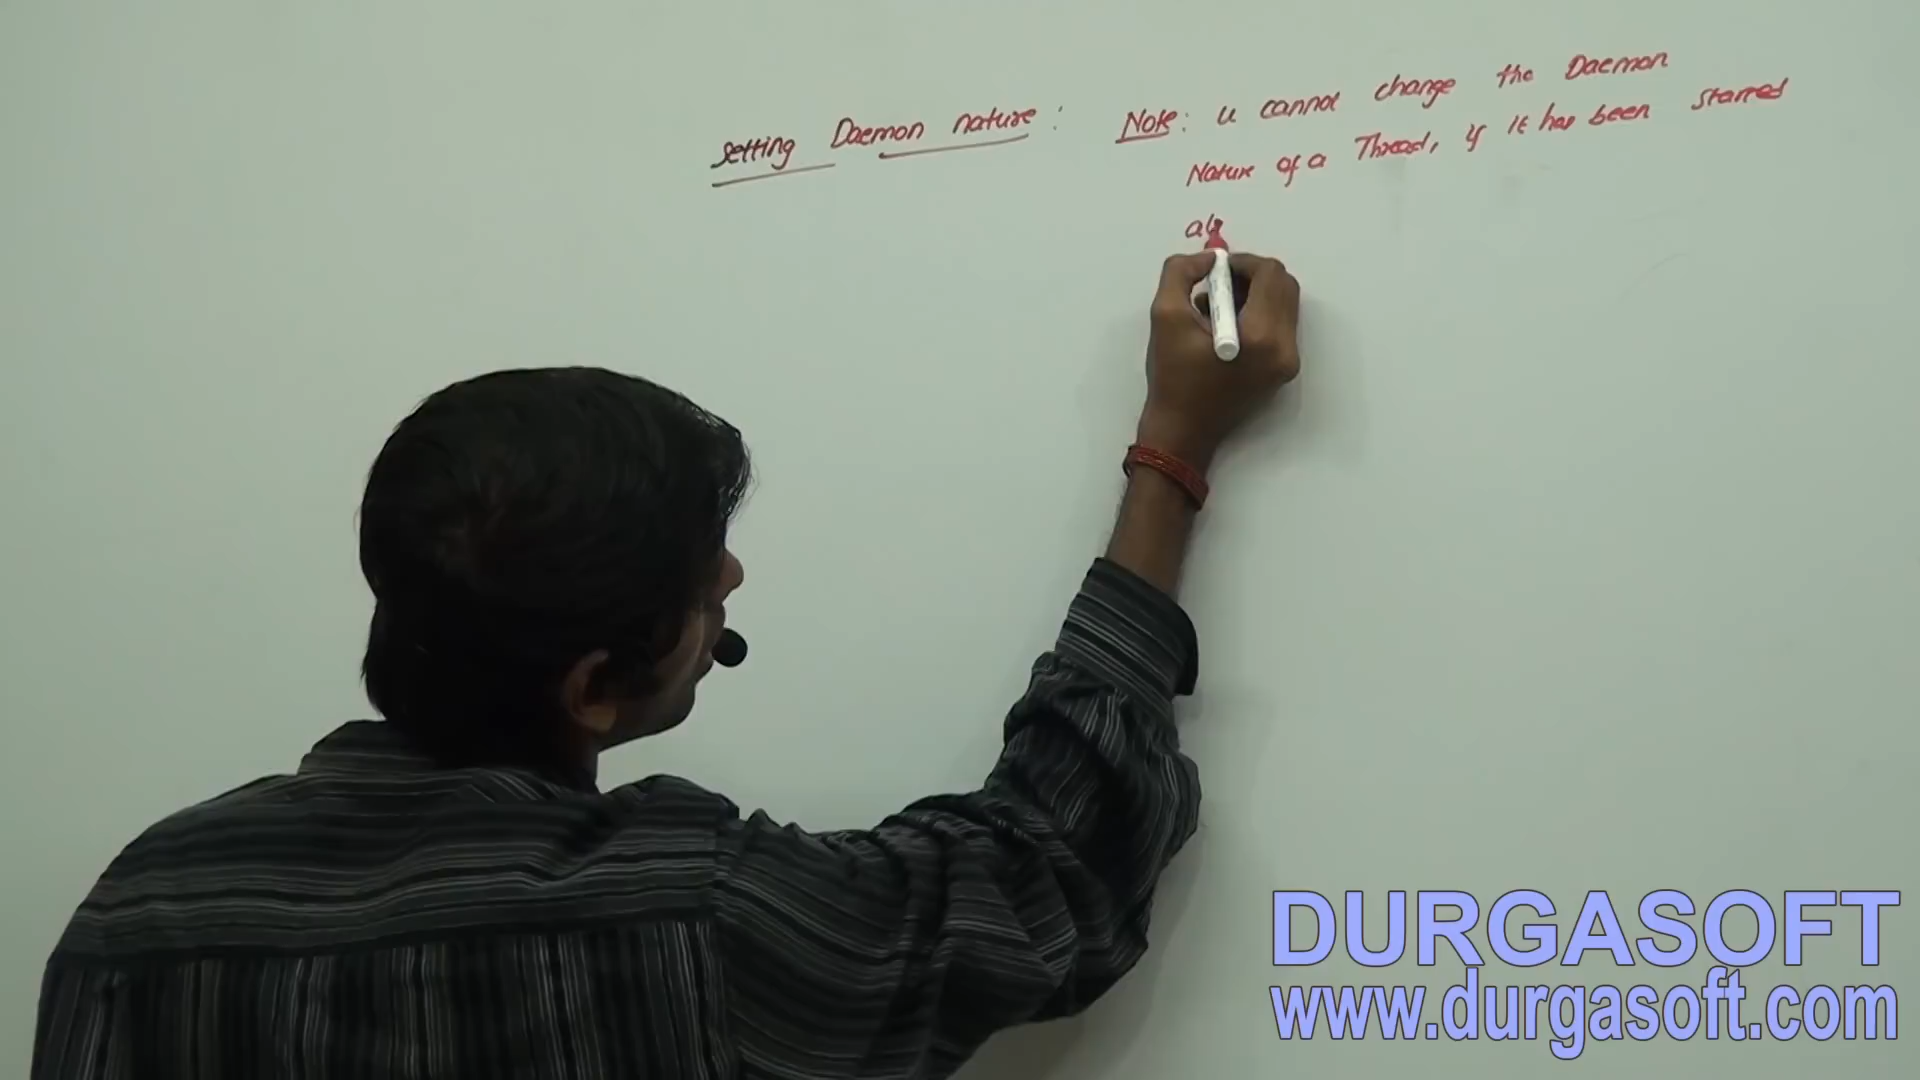 Setting Daemon nature :
Note : u cannot change the Daemon
Nature of a Thread, if it has been started
al
DURGASOFT
www.durgasoft.com